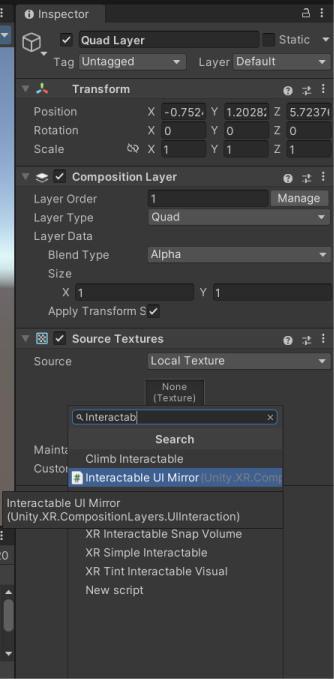 Inspector
Quad Layer Static
Tag Untagged Layer Default
Transform
Position X -0.752 Y 1.2028 Z 5.7237
Rotation X 0 Y 0 Z 0
Scale X 1 Y 1 Z 1
Composition Layer
Layer Order 1 Manage
Layer Type Quad
Layer Data
Blend Type Alpha
Size
X 1 Y 1
Apply Transform S
Source Textures
Source Local Texture
None
(Texture)
Interactab
Search
Mainta
Climb Interactable
Custo
Interactable UI Mirror (Unity.XR.Comp
Interactable UI Mirror
(Unity.XR.CompositionLayers.UIInteraction)
XR Interactable Snap Volume
20
XR Simple Interactable
XR Tint Interactable Visual
New script